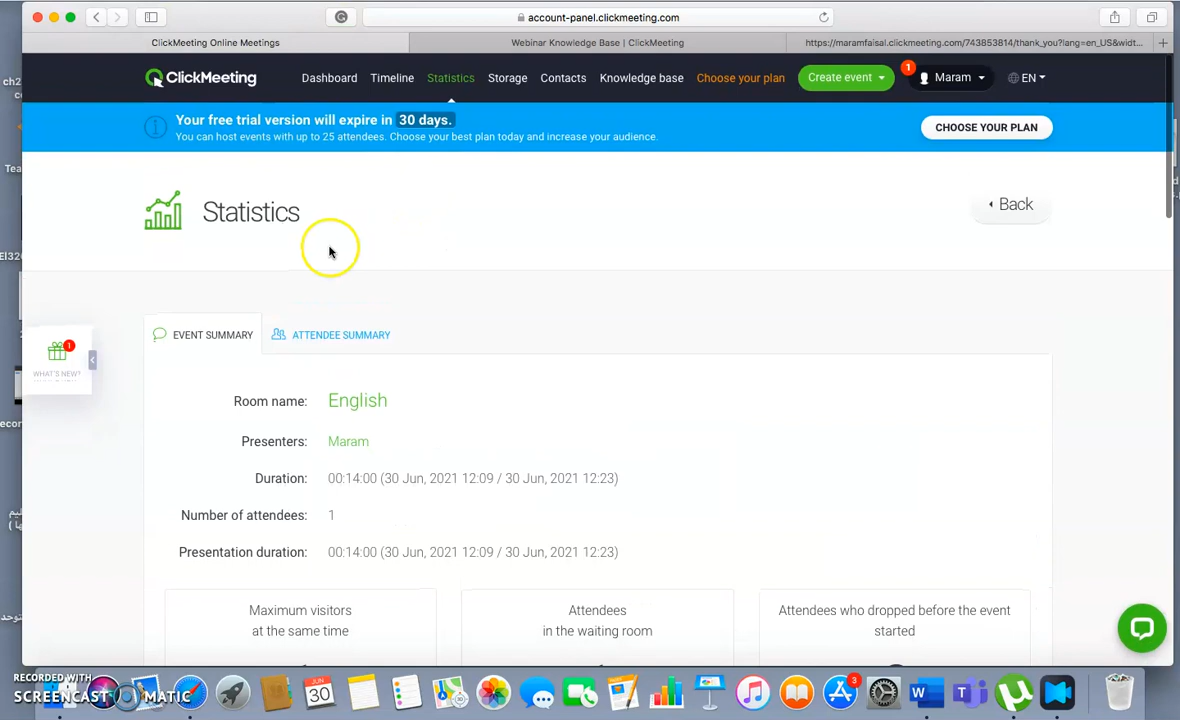 account-panel.clickmeeting.com
ClickMeeting Online Meetings
Webinar Knowledge Base | ClickMeeting
https://maramfaisal.clickmeeting.com/743853814/thank_you?lang=en_US&widt...
ClickMeeting
Dashboard
Timeline
Statistics
Storage
Contacts
Knowledge base
Choose your plan
Create event
1
Maram
EN
Your free trial version will expire in 30 days.
You can host events with up to 25 attendees. Choose your best plan today and increase your audience.
CHOOSE YOUR PLAN
Statistics
Back
1
WHAT'S NEW?
EVENT SUMMARY
ATTENDEE SUMMARY
Room name: English
Presenters: Maram
Duration: 00:14:00 (30 Jun, 2021 12:09 / 30 Jun, 2021 12:23)
Number of attendees: 1
Presentation duration: 00:14:00 (30 Jun, 2021 12:09 / 30 Jun, 2021 12:23)
Maximum visitors
at the same time
Attendees
in the waiting room
Attendees who dropped before the event
started
RECORDED WITH
SCREENCAST MATIC
JUN
30
3
W
T